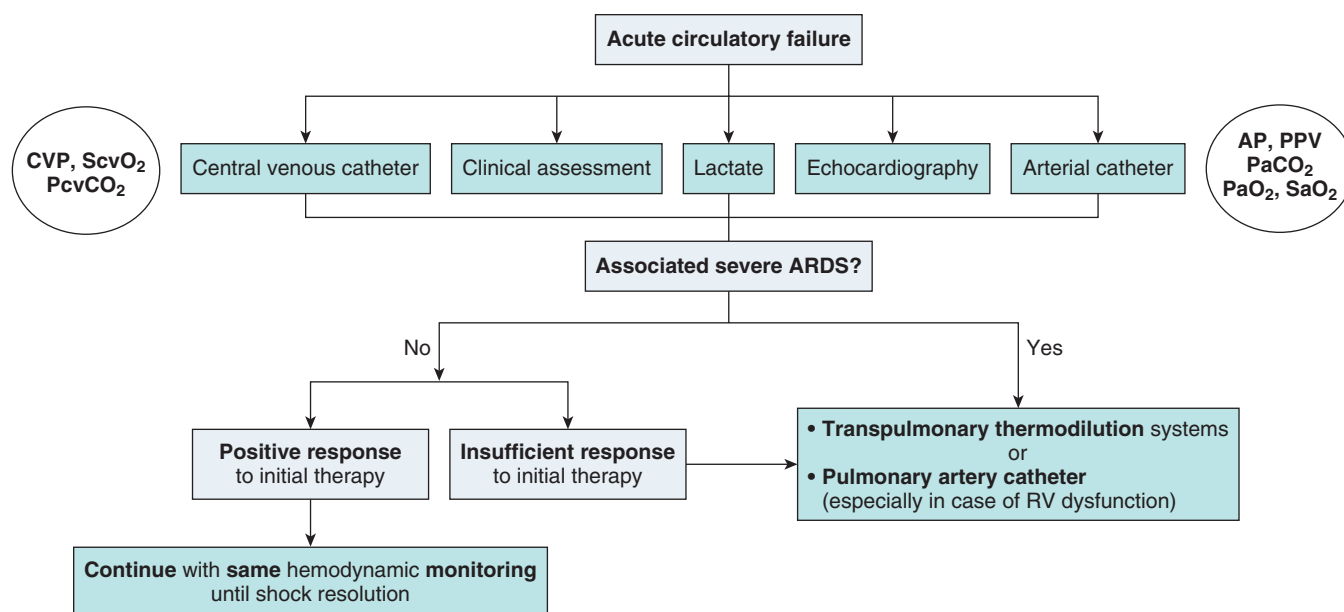 Acute circulatory failure
CVP, ScvO₂
PcvCO₂
Central venous catheter
Clinical assessment
Lactate
Echocardiography
Arterial catheter
AP, PPV
PaCO₂
PaO₂, SaO₂
Associated severe ARDS?
No
Yes
Positive response
to initial therapy
Insufficient response
to initial therapy
• Transpulmonary thermodilution systems
or
• Pulmonary artery catheter
(especially in case of RV dysfunction)
Continue with same hemodynamic monitoring
until shock resolution